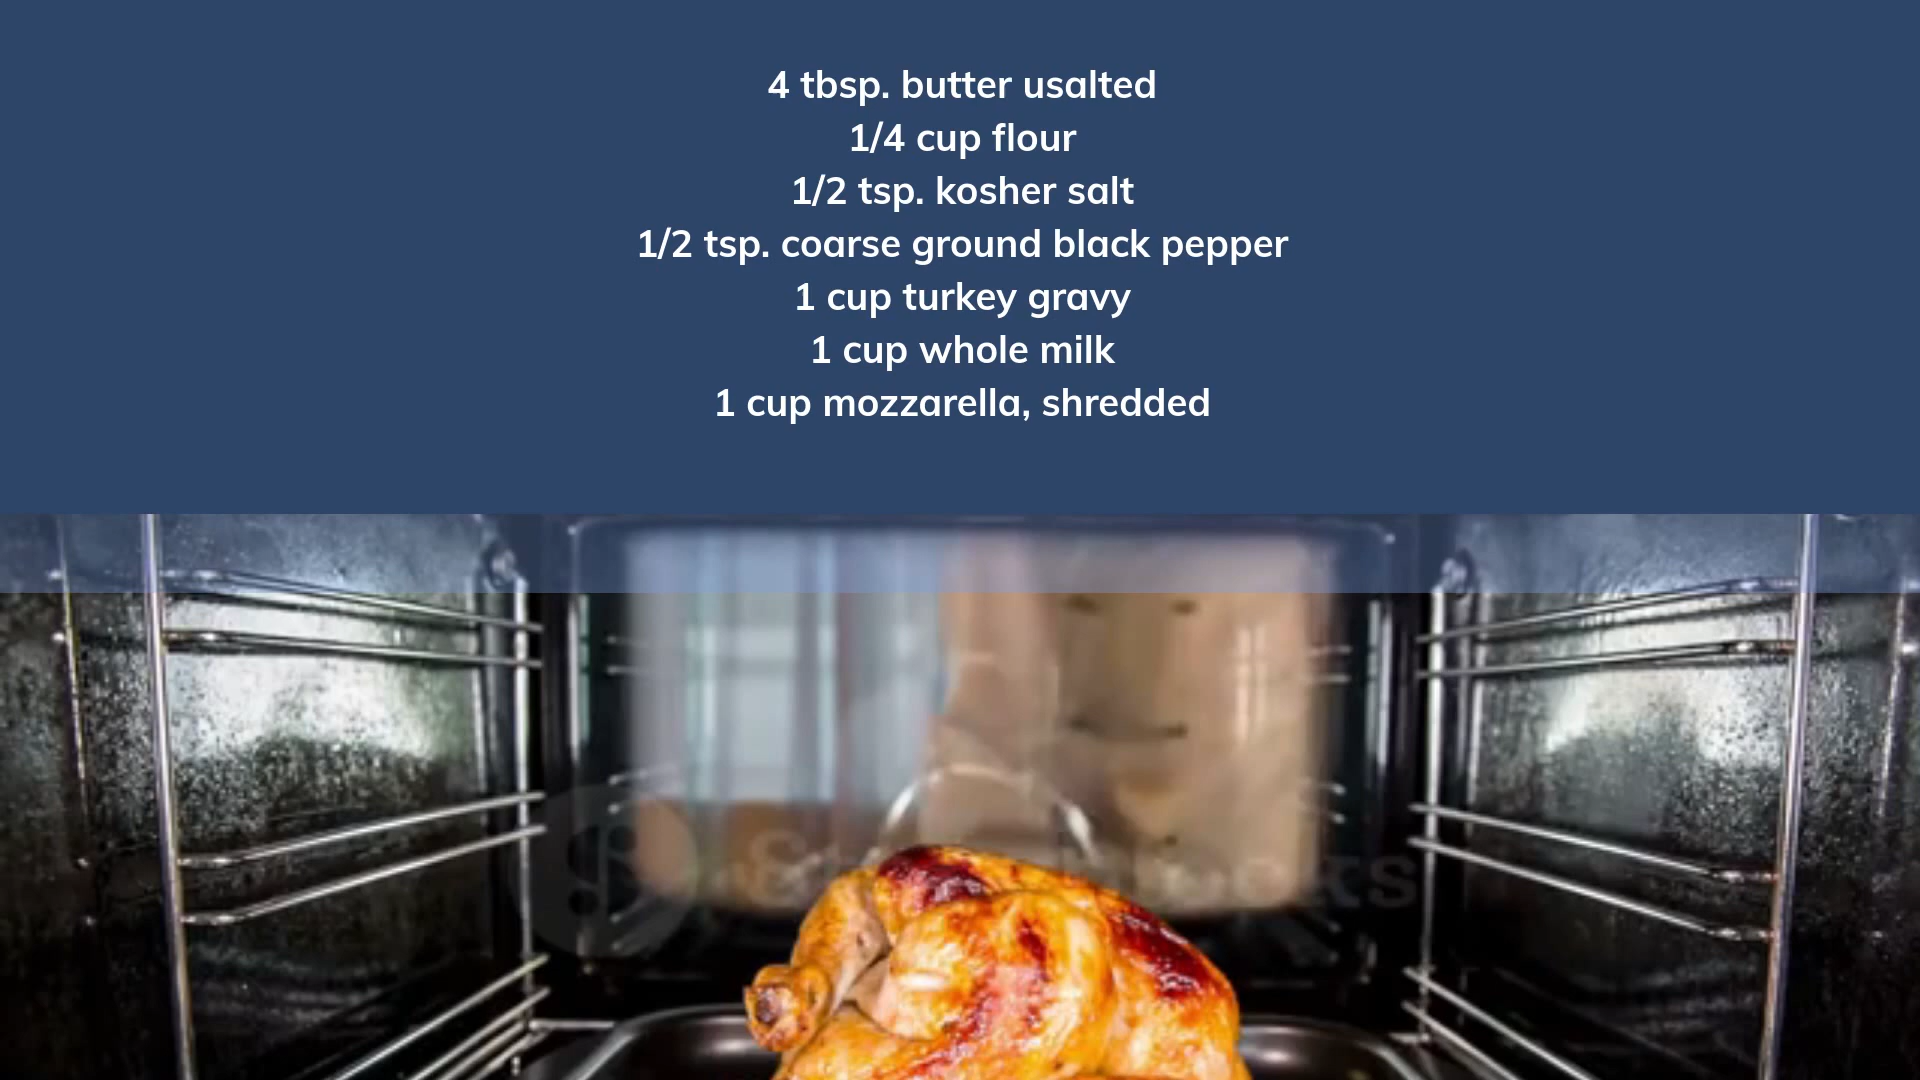 4 tbsp. butter usalted
1/4 cup flour
1/2 tsp. kosher salt
1/2 tsp. coarse ground black pepper
1 cup turkey gravy
1 cup whole milk
1 cup mozzarella, shredded